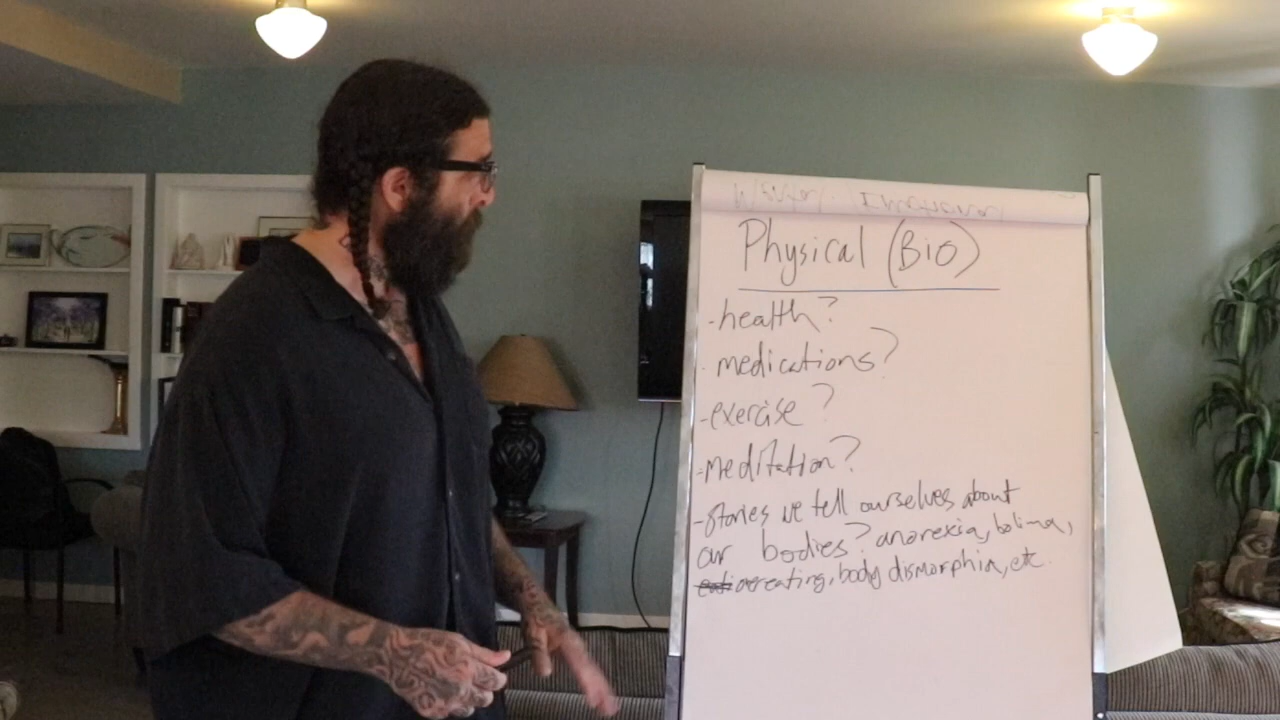 Physical (Bio)
-health?
- medications?
-exercise?
-meditation?
-stories we tell ourselves about
our bodies? anorexia, bolima,
overeating, body dismorphia, etc.